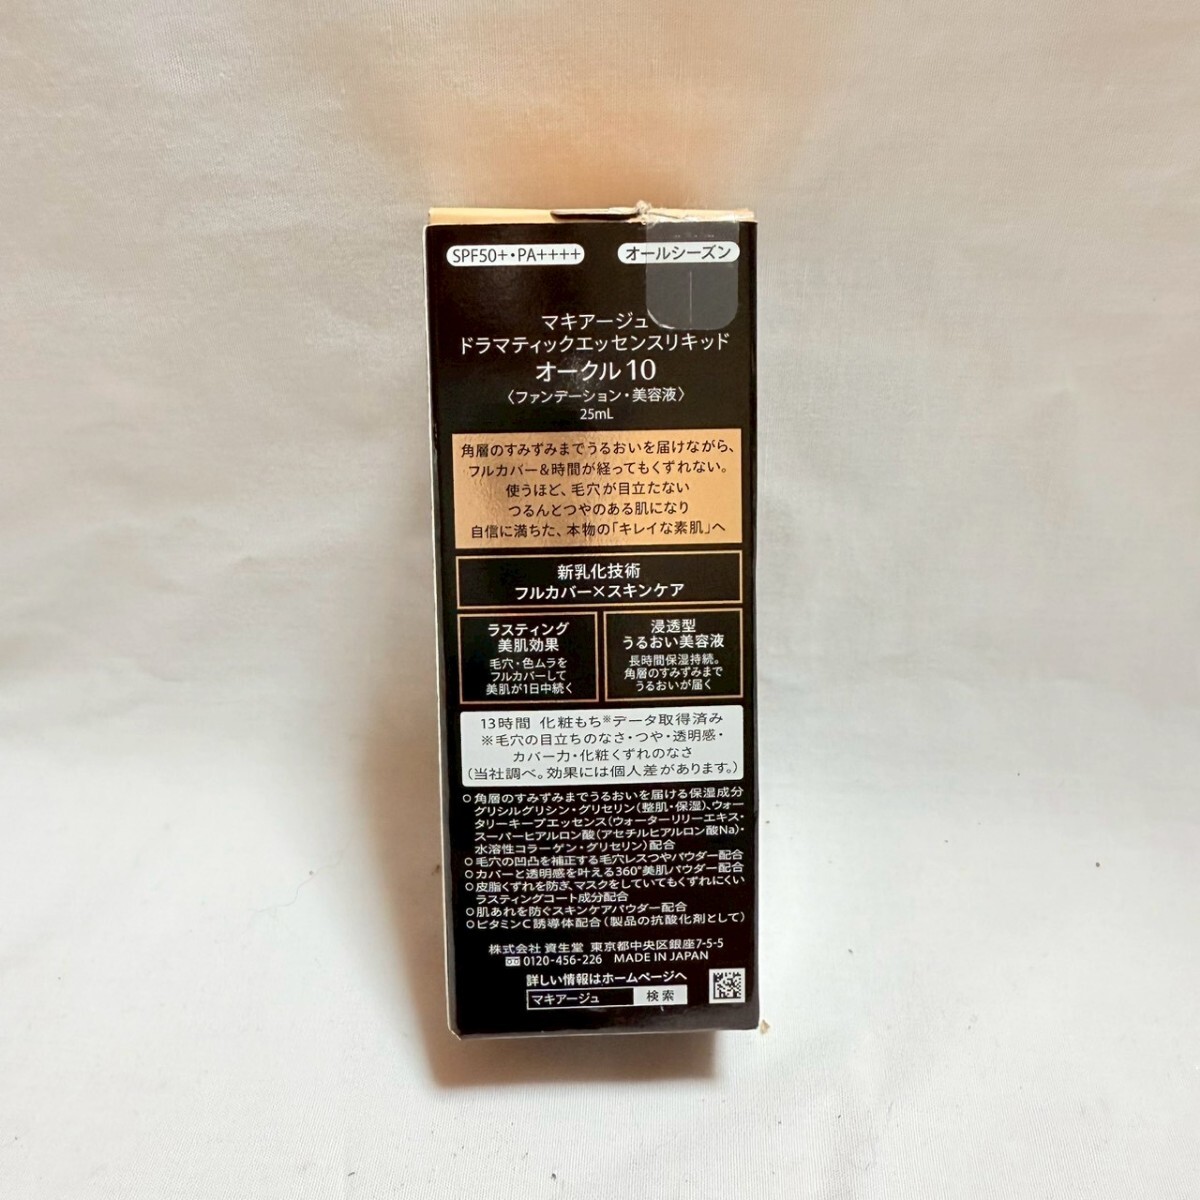 SPF50+・PA++++
オールシーズン
マキアージュ
ドラマティックエッセンスリキッド
オークル10
〈ファンデーション・美容液〉
25mL
角層のすみずみまでうるおいを届けながら、
フルカバー&時間が経ってもくずれない。
使うほど、毛穴が目立たない
つるんとつやのある肌になり
自信に満ちた、本物の「キレイな素肌」へ
新乳化技術
フルカバー×スキンケア
ラスティング
美肌効果
毛穴・色ムラを
フルカバーして
美肌が1日中続く
浸透型
うるおい美容液
長時間保湿持続。
角層のすみずみまで
うるおいが届く
13時間 化粧もち※データ取得済み
※毛穴の目立ちのなさ・つや・透明感・
カバー力・化粧くずれのなさ
(当社調べ。効果には個人差があります。)
○角層のすみずみまでうるおいを届ける保湿成分
グリシルグリシン・グリセリン(整肌・保湿)、ウォー
タリーキープエッセンス(ウォーターリリーエキス・
スーパーヒアルロン酸(アセチルヒアルロン酸Na)・
水溶性コラーゲン・グリセリン)配合
○毛穴の凹凸を補正する毛穴レスつやパウダー配合
○カバーと透明感を叶える360°美肌パウダー配合
○皮脂くずれを防ぎ、マスクをしていてもくずれにくい
ラスティングコート成分配合
○肌あれを防ぐスキンケアパウダー配合
○ビタミンC誘導体配合(製品の抗酸化剤として)
株式会社 資生堂 東京都中央区銀座7-5-5
0120-456-226 MADE IN JAPAN
詳しい情報はホームページへ
マキアージュ 検索